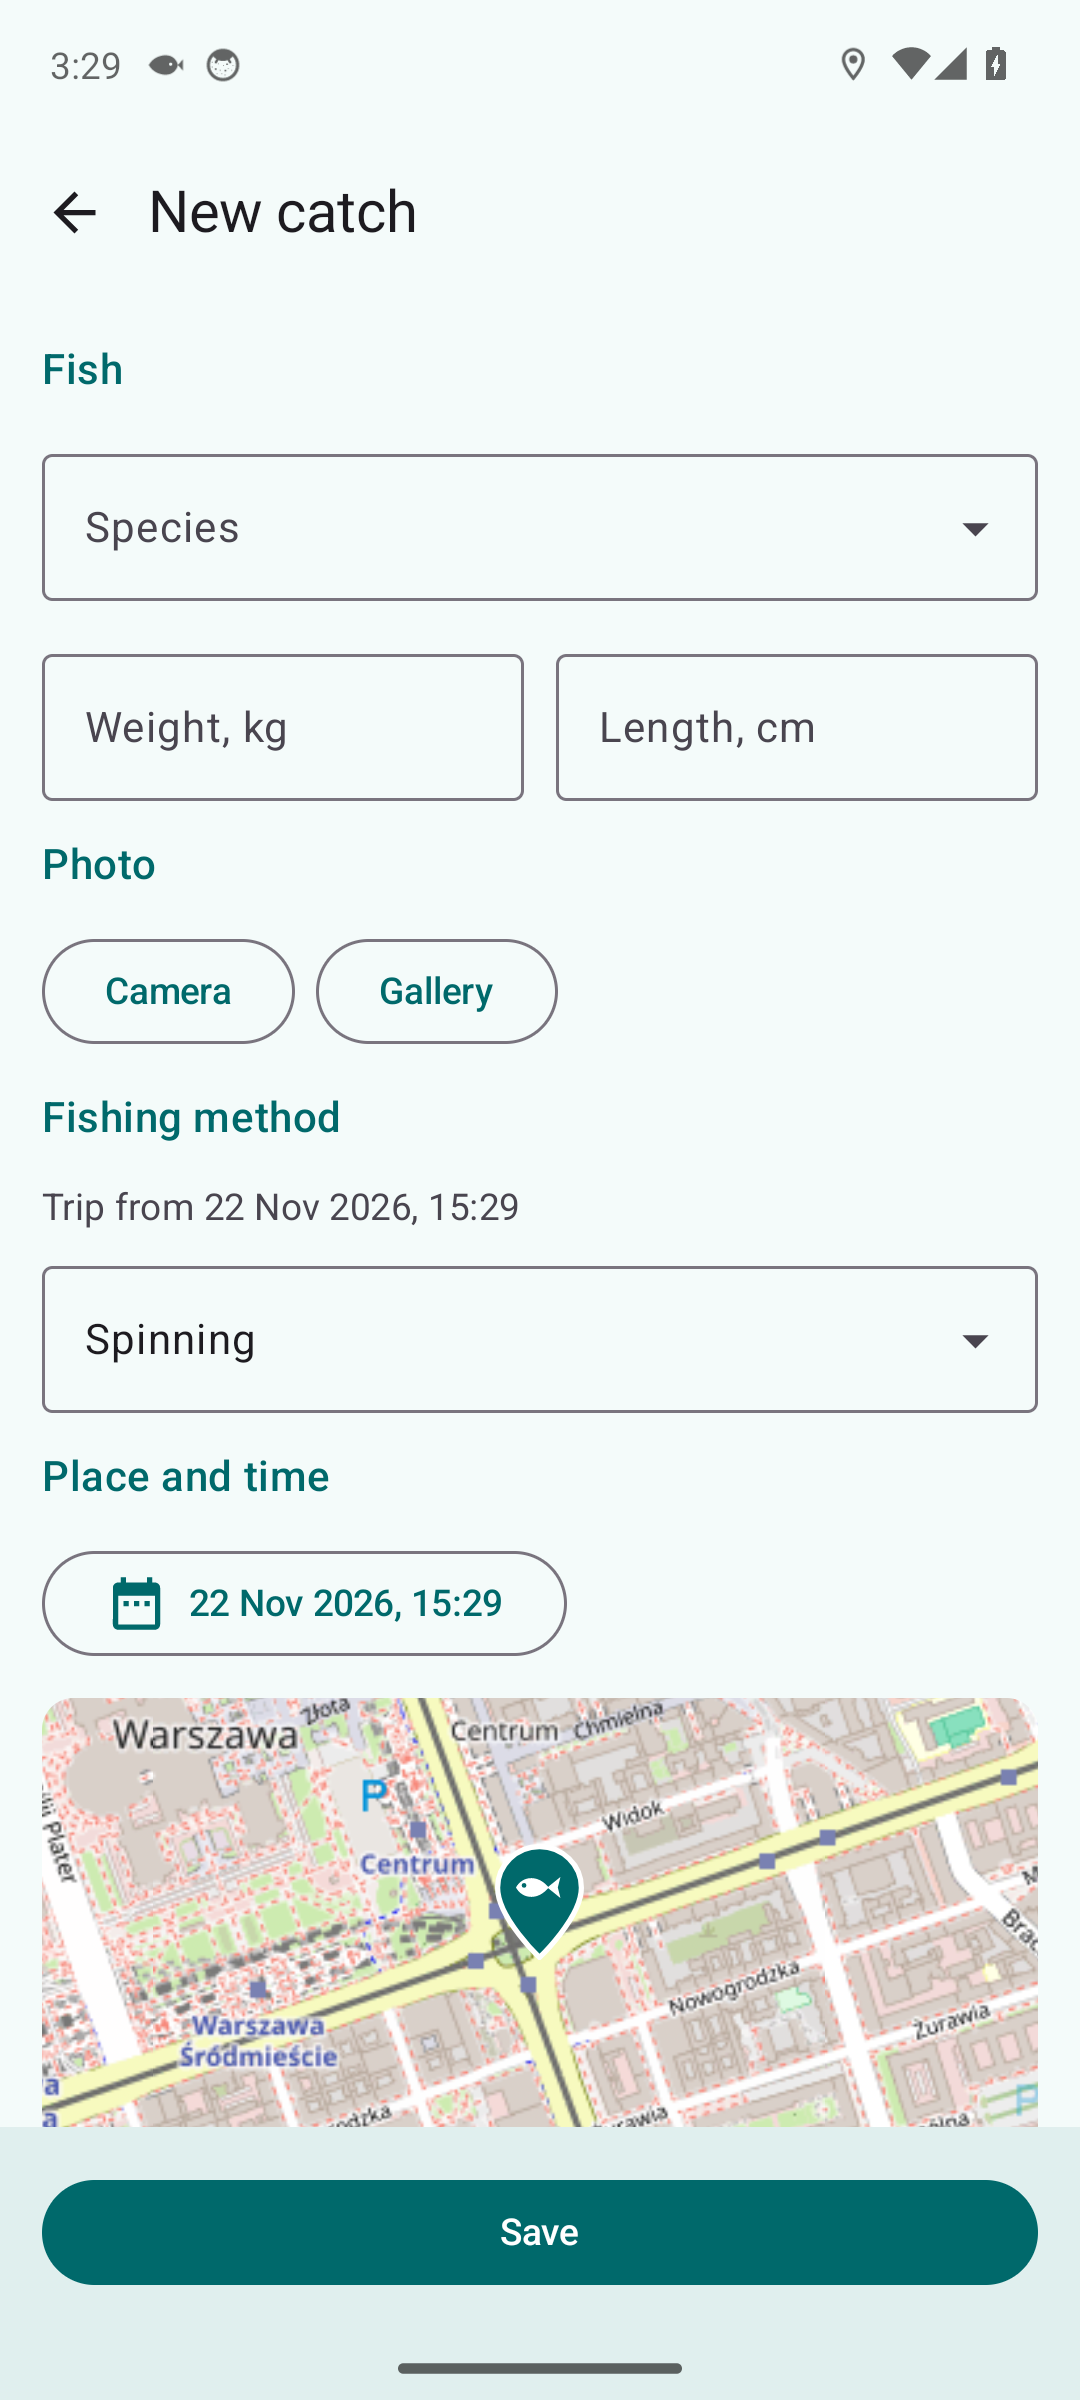 3:29
New catch
Fish
Species
Weight, kg
Length, cm
Photo
Camera
Gallery
Fishing method
Trip from 22 Nov 2026, 15:29
Spinning
Place and time
22 Nov 2026, 15:29
Warszawa
Złota
Centrum
Chmielna
P
Widok
Plater
Centrum
Nowogrodzka
Żurawia
Warszawa
Śródmieście
Save